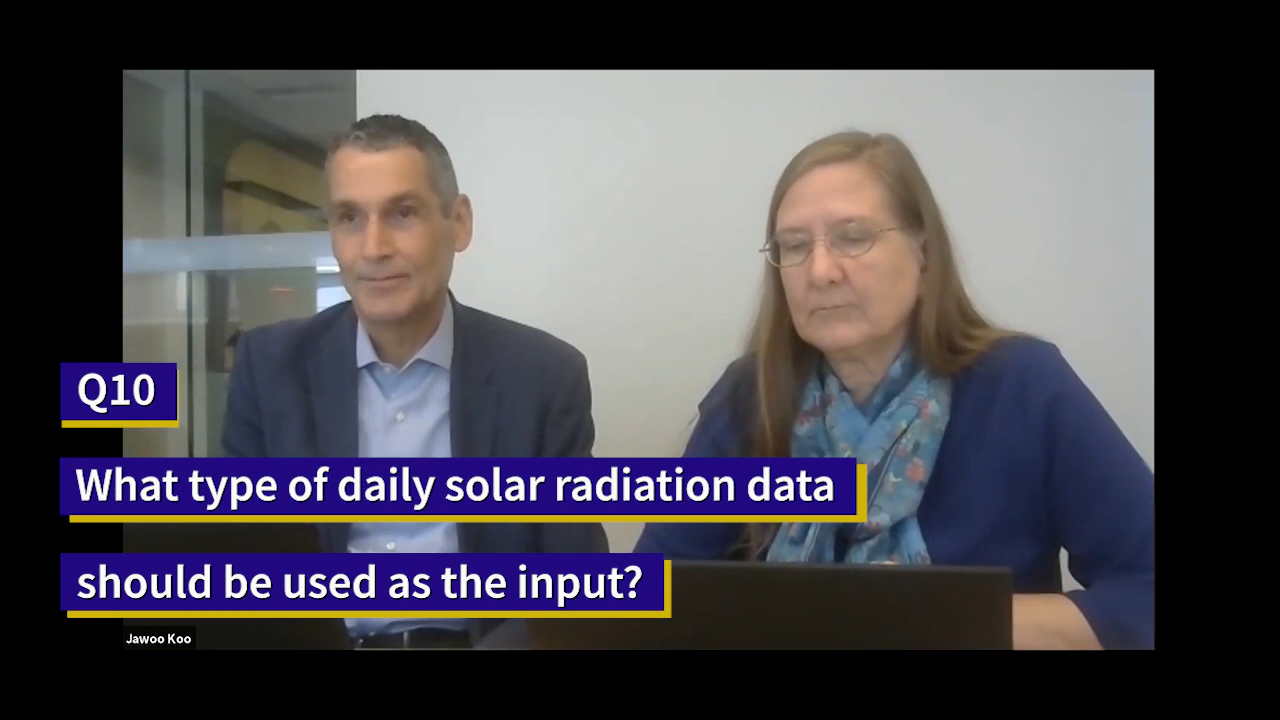 Q10
What type of daily solar radiation data
should be used as the input?
Jawoo Koo